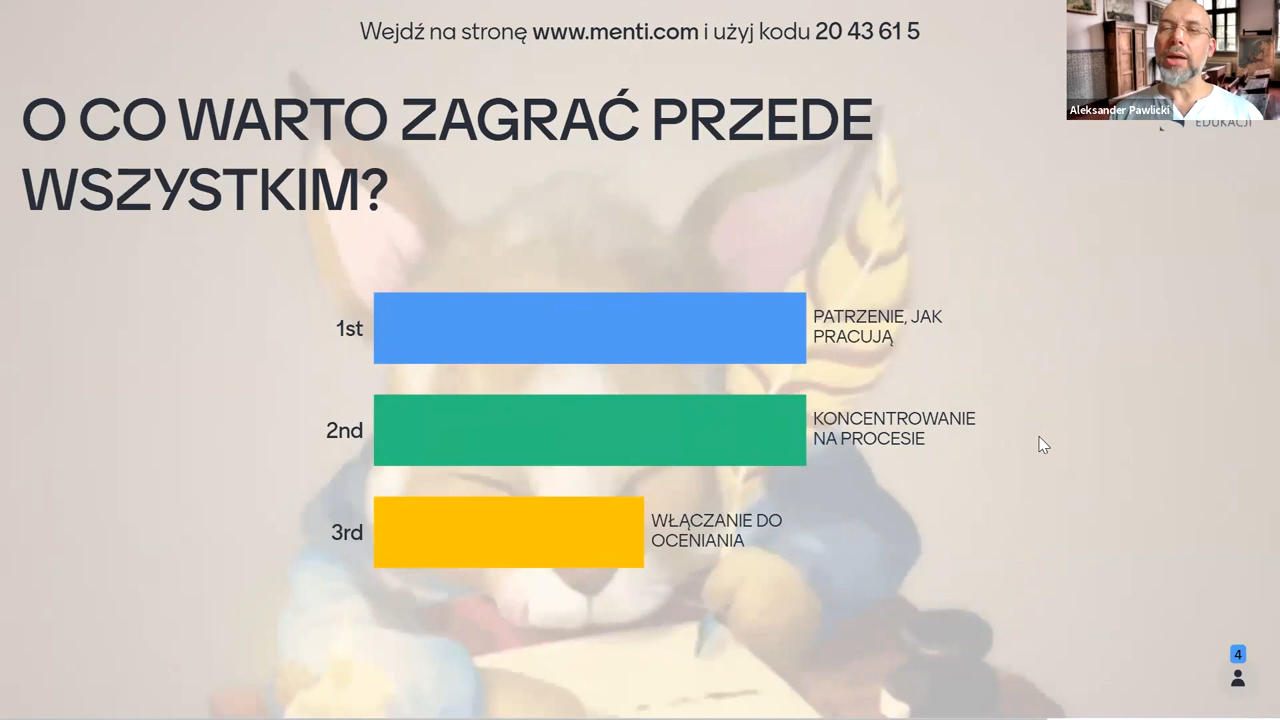 Wejdź na stronę www.menti.com i użyj kodu 20 43 61 5
Aleksander Pawlicki
EDUKACJI
O CO WARTO ZAGRAĆ PRZEDE
WSZYSTKIM?
1st
PATRZENIE, JAK
PRACUJĄ
2nd
KONCENTROWANIE
NA PROCESIE
3rd
WŁĄCZANIE DO
OCENIANIA
4